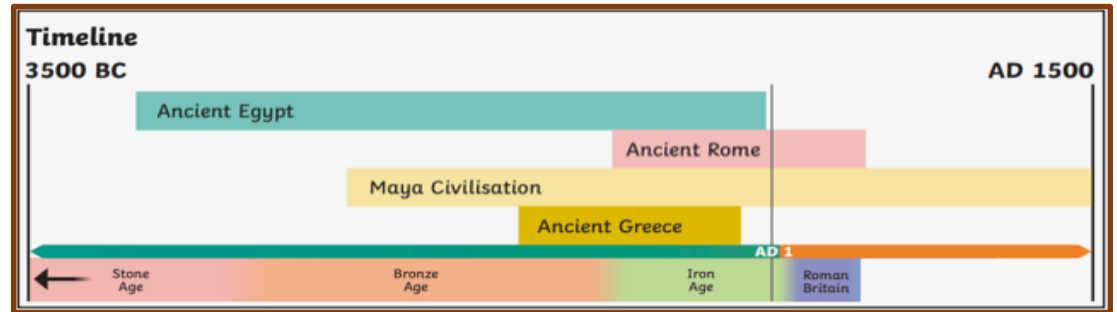 Timeline
3500 BC
AD 1500
Ancient Egypt
Ancient Rome
Maya Civilisation
Ancient Greece
AD 1
Stone
Age
Bronze
Age
Iron
Age
Roman
Britain